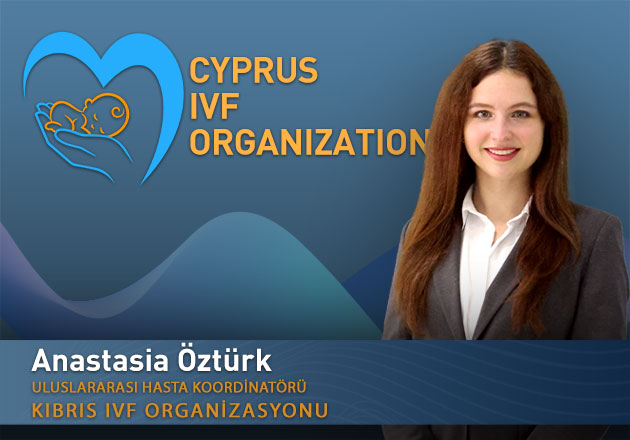 CYPRUS
IVF
ORGANIZATION
Anastasia Öztürk
ULUSLARARASI HASTA KOORDİNATÖRÜ
KIBRIS IVF ORGANİZASYONU